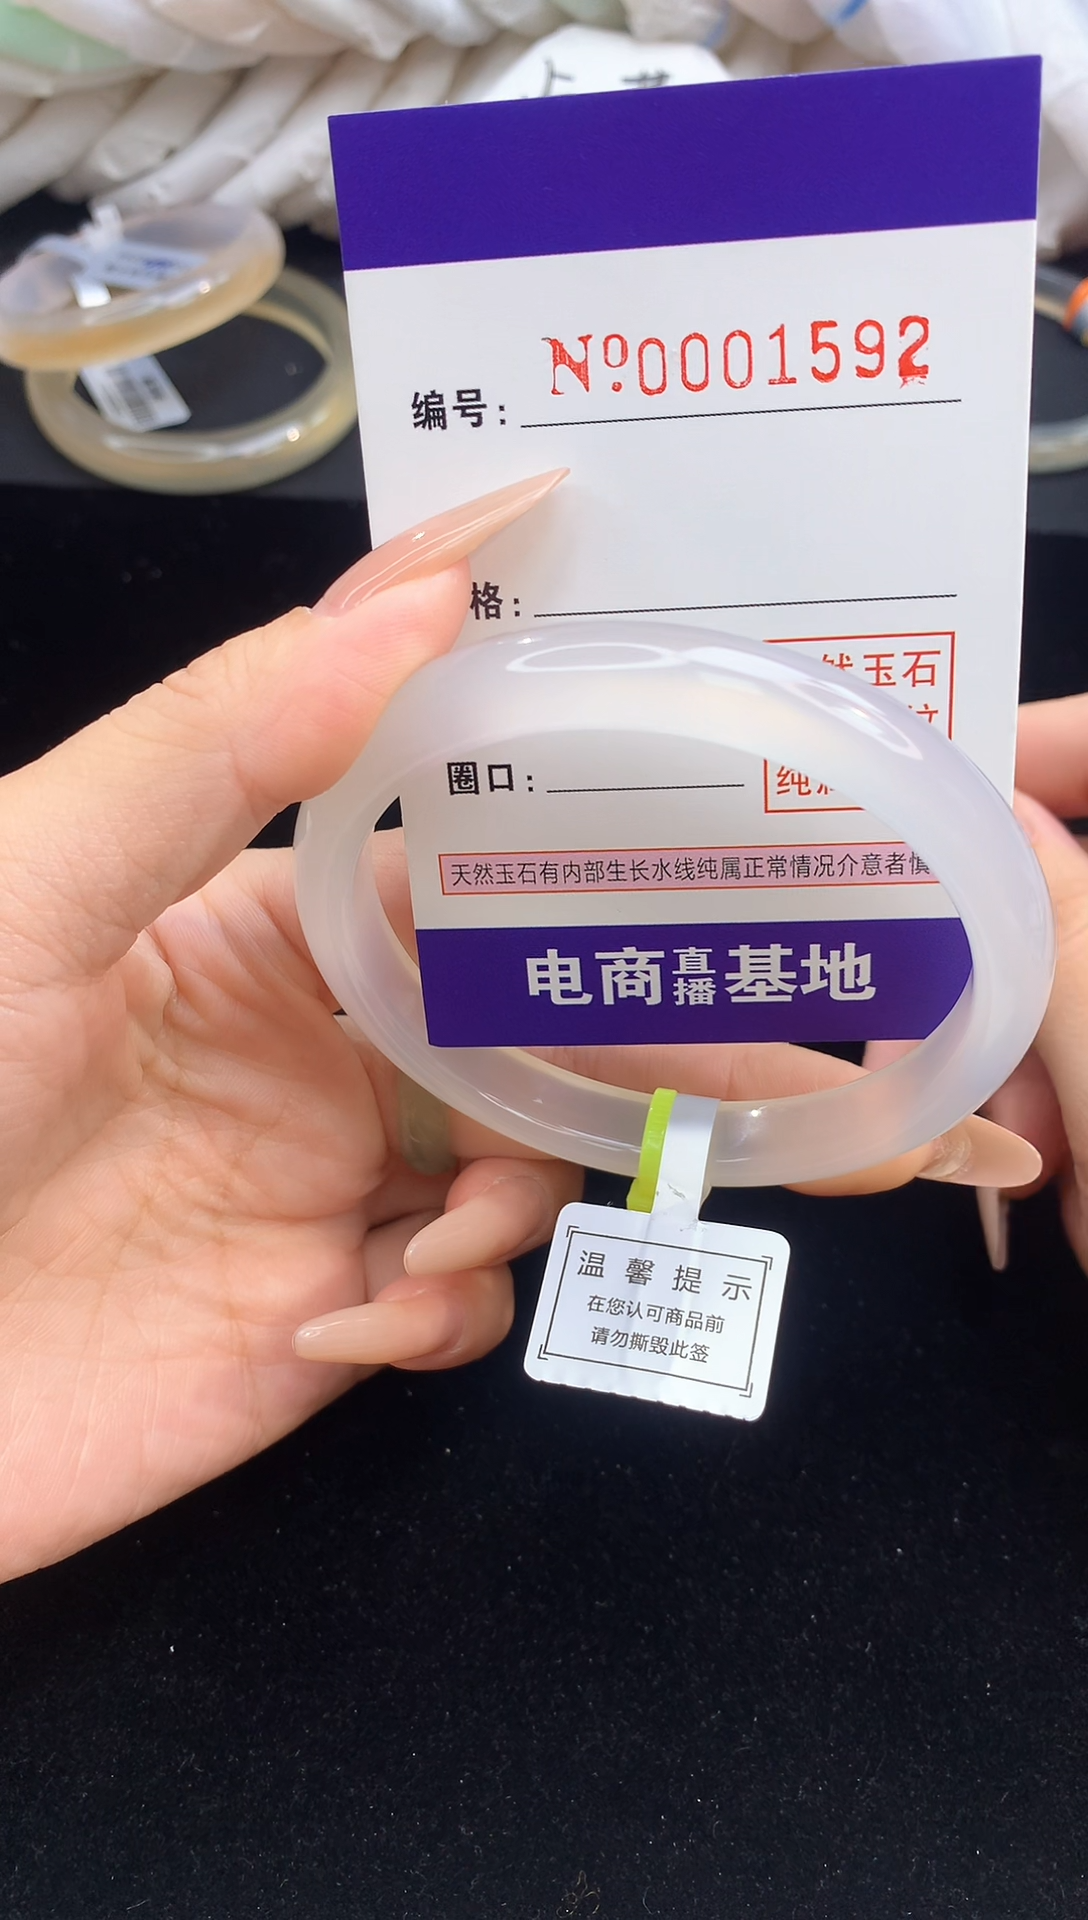 编号: №0001592
格:
玉石
圈口:
纯
天然玉石有内部生长水线纯属正常情况介意者慎
电商直播基地
温馨提示
在您认可商品前
请勿撕毁此签